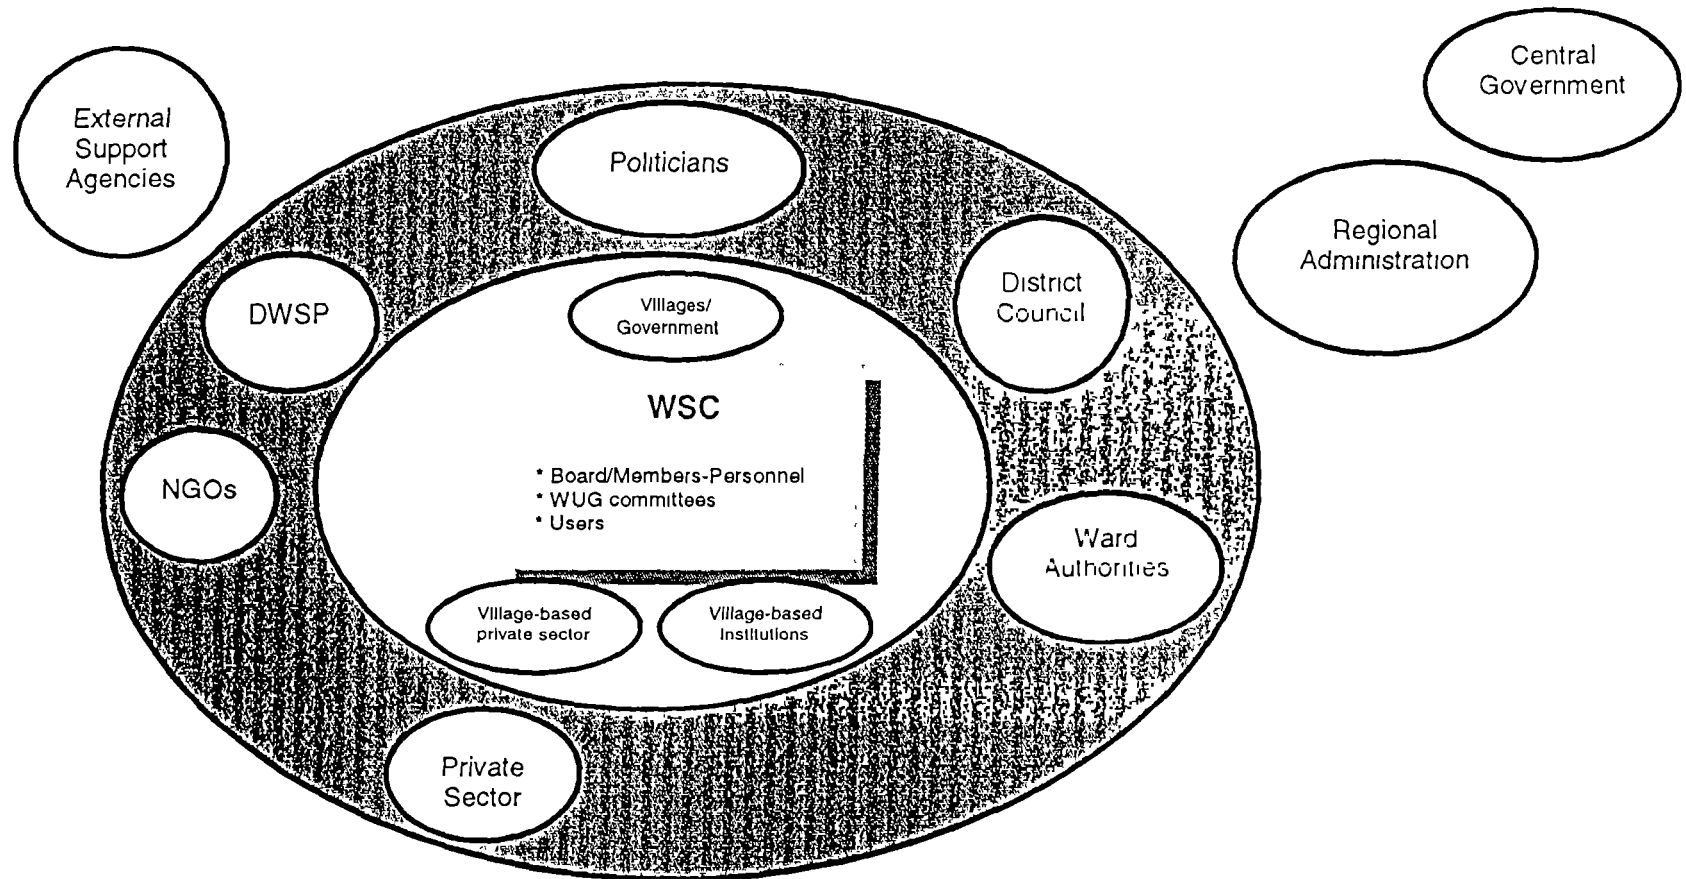 Central
Government
External
Support
Agencies
Politicians
Regional
Administration
District
Council
DWSP
Villages/
Government
WSC
NGOs
* Board/Members-Personnel
* WUG committees
* Users
Ward
Authorities
Village-based
private sector
Village-based
Institutions
Private
Sector